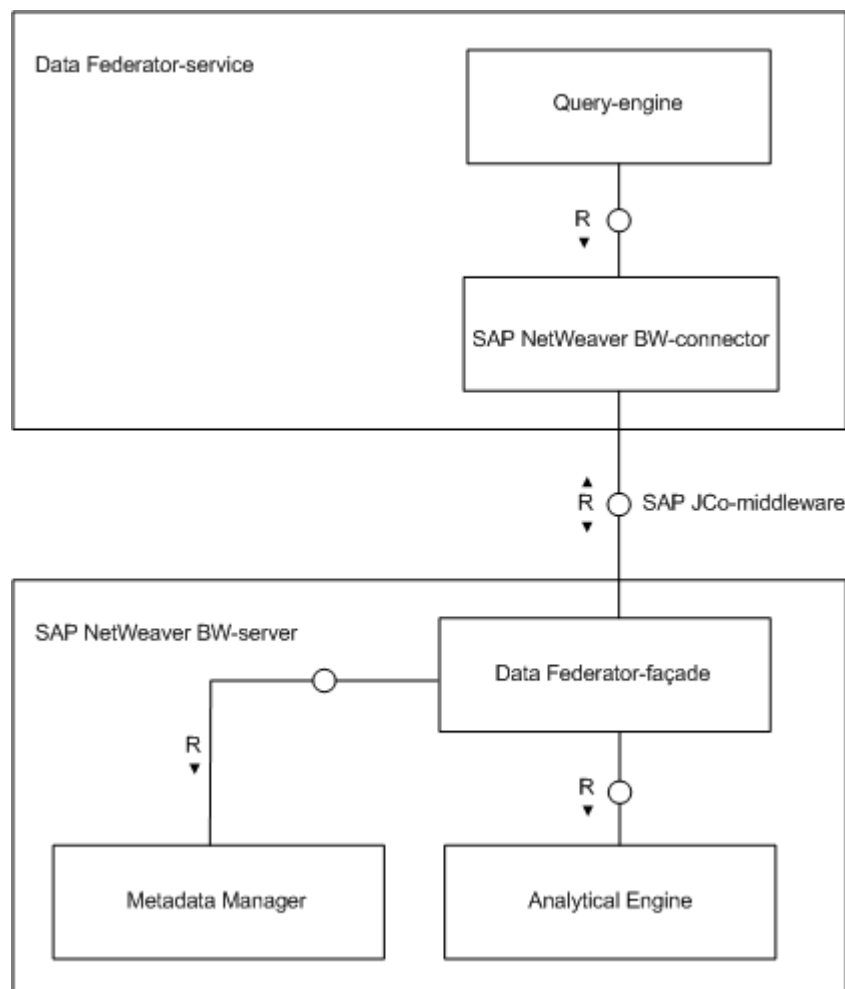 Data Federator-service
Query-engine
R
▼
SAP NetWeaver BW-connector
▲
R
▼
SAP JCo-middleware
SAP NetWeaver BW-server
Data Federator-façade
R
▼
R
▼
Metadata Manager
Analytical Engine